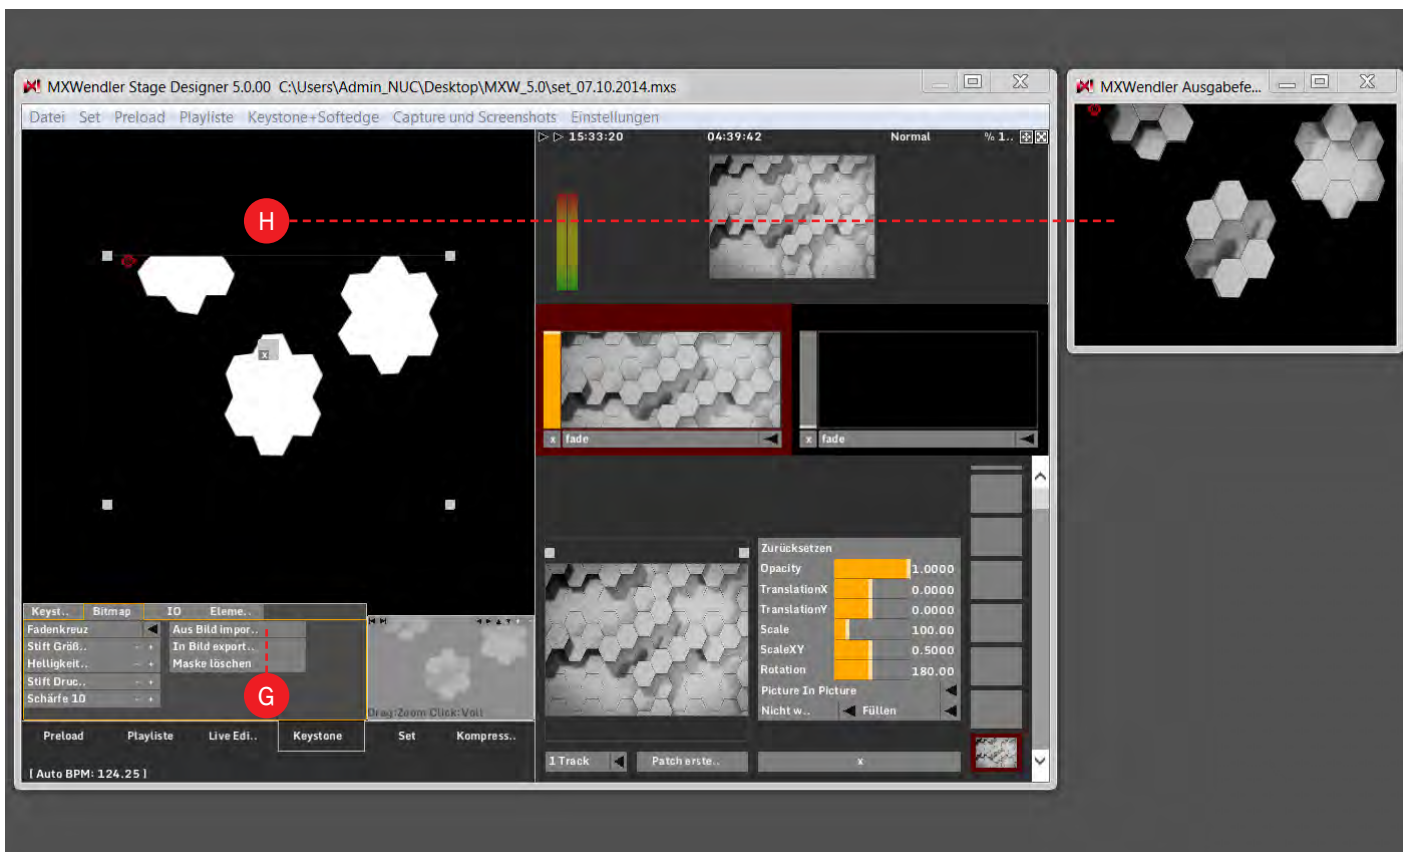 MXWendler Stage Designer 5.0.00 C:\Users\Admin_NUC\Desktop\MXW_5.0\set_07.10.2014.mxs
Datei Set Preload Playliste Keystone+Softedge Capture und Screenshots Einstellungen
15:33:20 04:39:42 Normal % 1..
MXWendler Ausgabefe...
H
x
x fade
x fade
Zurücksetzen
Opacity 1.0000
TranslationX 0.0000
TranslationY 0.0000
Scale 100.00
ScaleXY 0.5000
Rotation 180.00
Picture In Picture
Nicht w.. Füllen
1 Track Patch erste.. x
Keyst.. Bitmap IO Eleme..
Fadenkreuz Aus Bild impor..
Stift Größ.. - + In Bild export..
Helligkeit.. - + Maske löschen
Stift Druc.. - +
Schärfe 10 - +
G
Drag:Zoom Click:Voll
Preload Playliste Live Edi.. Keystone Set Kompress..
[ Auto BPM: 124.25 ]